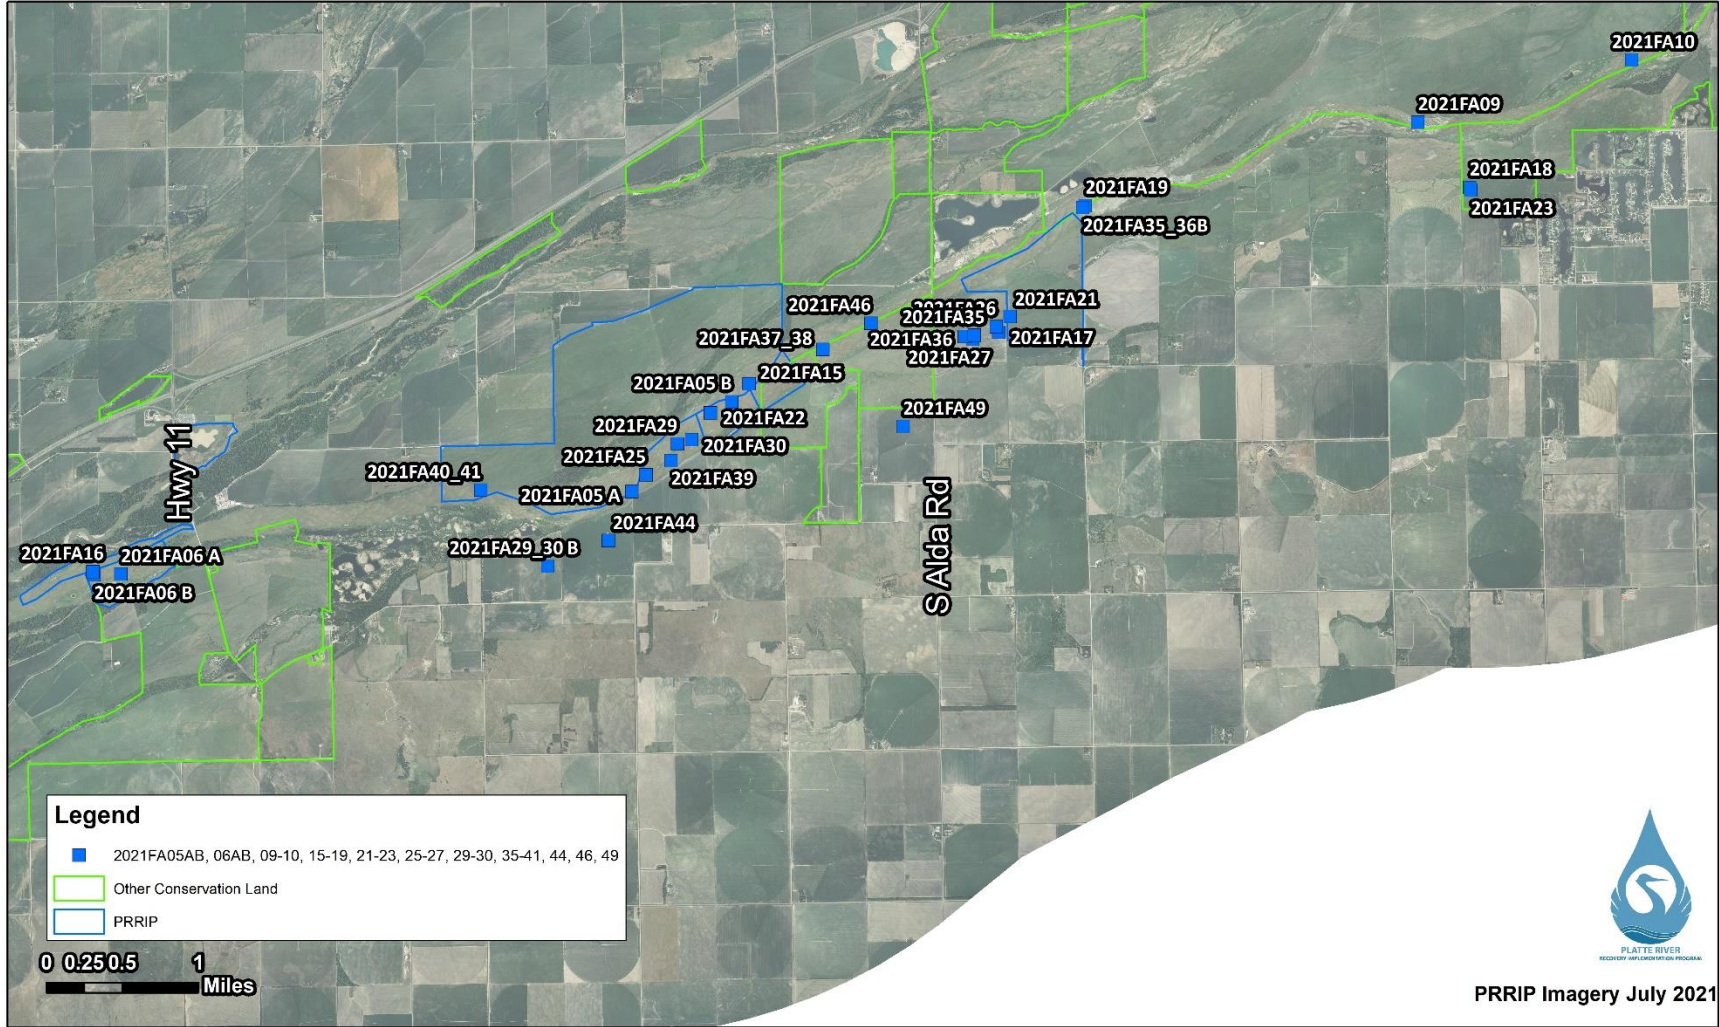 2021FA10
2021FA09
2021FA18
2021FA23
2021FA19
2021FA35_36B
2021FA21
2021FA46
2021FA35
2021FA36
2021FA17
2021FA27
2021FA37_38
2021FA15
2021FA05 B
2021FA22
2021FA49
2021FA29
2021FA30
2021FA25
2021FA39
2021FA40_41
2021FA05 A
2021FA44
2021FA29_30 B
Hwy 11
S Alda Rd
2021FA16
2021FA06 A
2021FA06 B
Legend
2021FA05AB, 06AB, 09-10, 15-19, 21-23, 25-27, 29-30, 35-41, 44, 46, 49
Other Conservation Land
PRRIP
0 0.25 0.5 1
Miles
PLATTE RIVER
RECOVERY IMPLEMENTATION PROGRAM
PRRIP Imagery July 2021